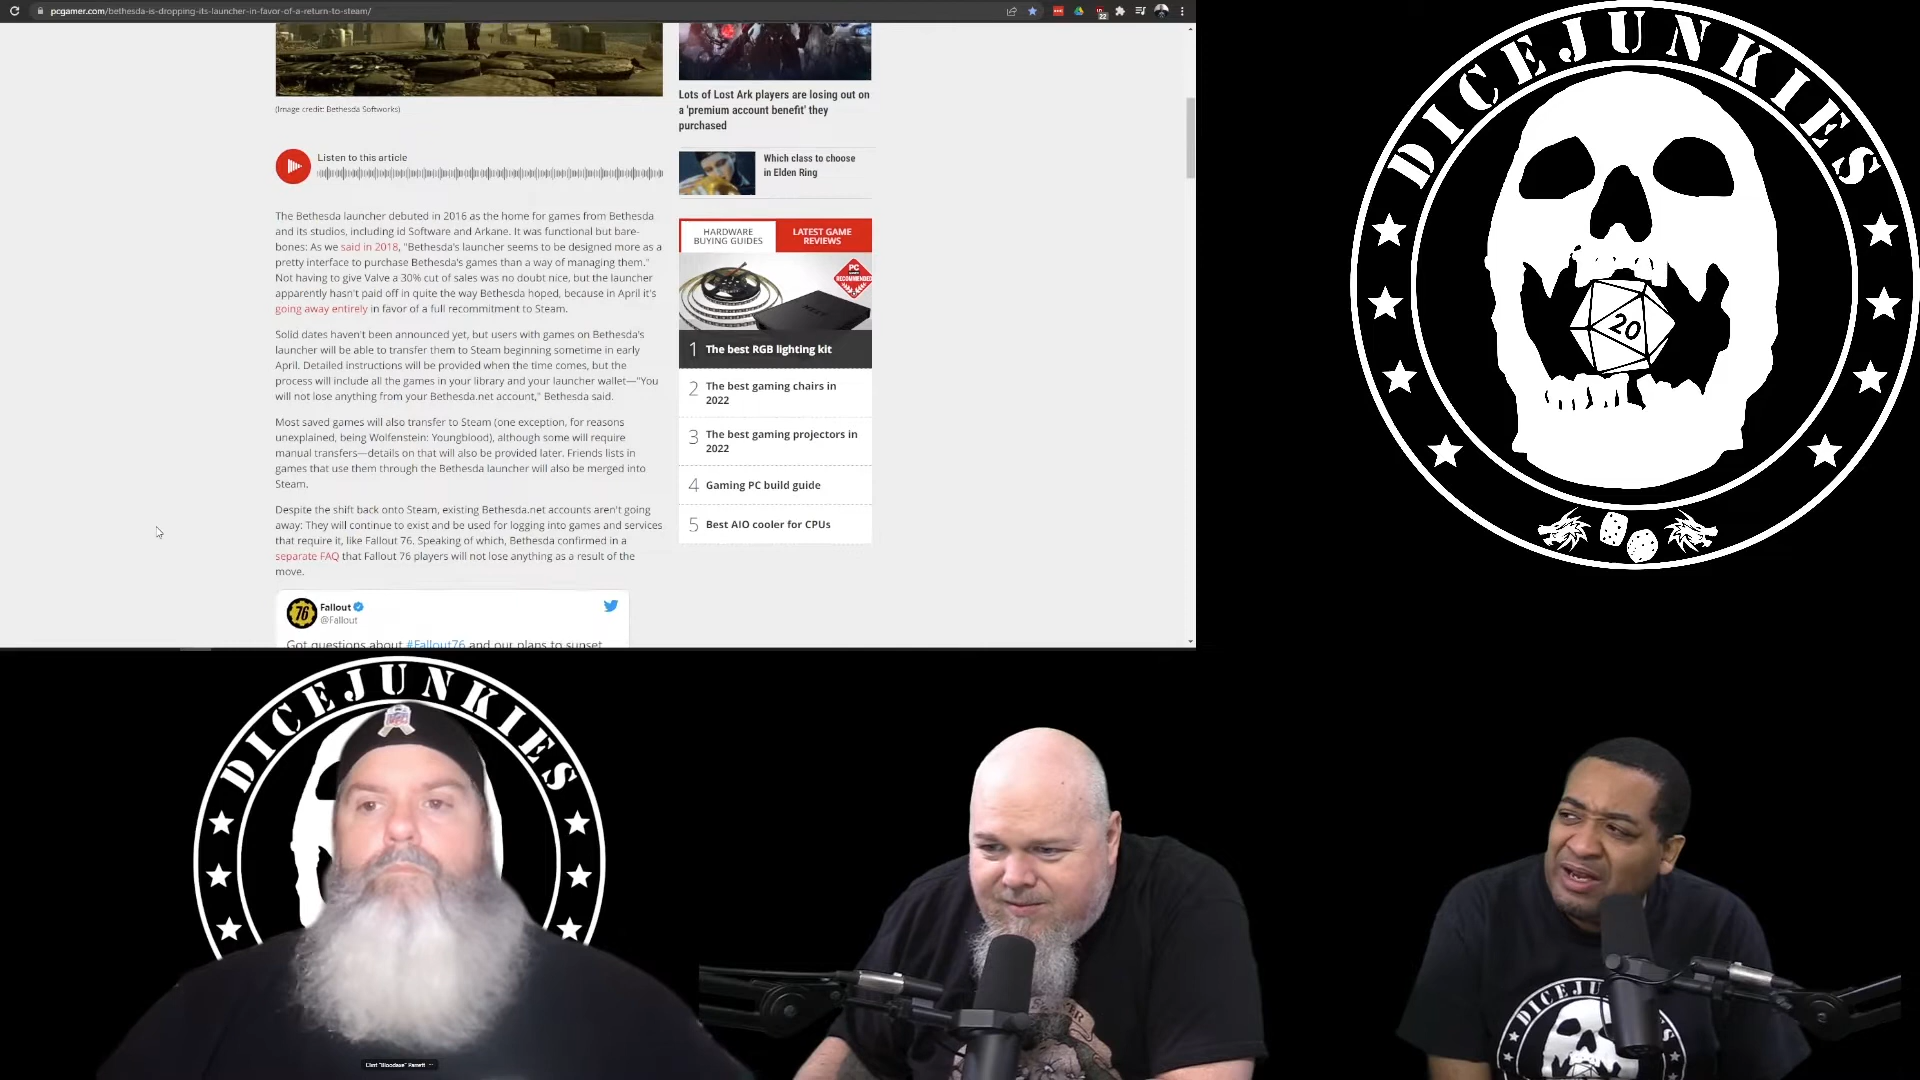 pcgamer.com/bethesda-is-dropping-its-launcher-in-favor-of-a-return-to-steam/
22
(Image credit: Bethesda Softworks)
Listen to this article
The Bethesda launcher debuted in 2016 as the home for games from Bethesda
and its studios, including id Software and Arkane. It was functional but bare-
bones: As we said in 2018, "Bethesda's launcher seems to be designed more as a
pretty interface to purchase Bethesda's games than a way of managing them."
Not having to give Valve a 30% cut of sales was no doubt nice, but the launcher
apparently hasn't paid off in quite the way Bethesda hoped, because in April it's
going away entirely in favor of a full recommitment to Steam.
Solid dates haven't been announced yet, but users with games on Bethesda's
launcher will be able to transfer them to Steam beginning sometime in early
April. Detailed instructions will be provided when the time comes, but the
process will include all the games in your library and your launcher wallet—"You
will not lose anything from your Bethesda.net account," Bethesda said.
Most saved games will also transfer to Steam (one exception, for reasons
unexplained, being Wolfenstein: Youngblood), although some will require
manual transfers—details on that will also be provided later. Friends lists in
games that use them through the Bethesda launcher will also be merged into
Steam.
Despite the shift back onto Steam, existing Bethesda.net accounts aren't going
away: They will continue to exist and be used for logging into games and services
that require it, like Fallout 76. Speaking of which, Bethesda confirmed in a
separate FAQ that Fallout 76 players will not lose anything as a result of the
move.
76
Fallout
@Fallout
Got questions about #Fallout76 and our plans to sunset
Lots of Lost Ark players are losing out on
a 'premium account benefit' they
purchased
Which class to choose
in Elden Ring
HARDWARE
BUYING GUIDES
LATEST GAME
REVIEWS
PC
RECOMMENDED
1 The best RGB lighting kit
2 The best gaming chairs in
2022
3 The best gaming projectors in
2022
4 Gaming PC build guide
5 Best AIO cooler for CPUs
DICEJUNKIES
20
DICEJUNKIES
DICEJU